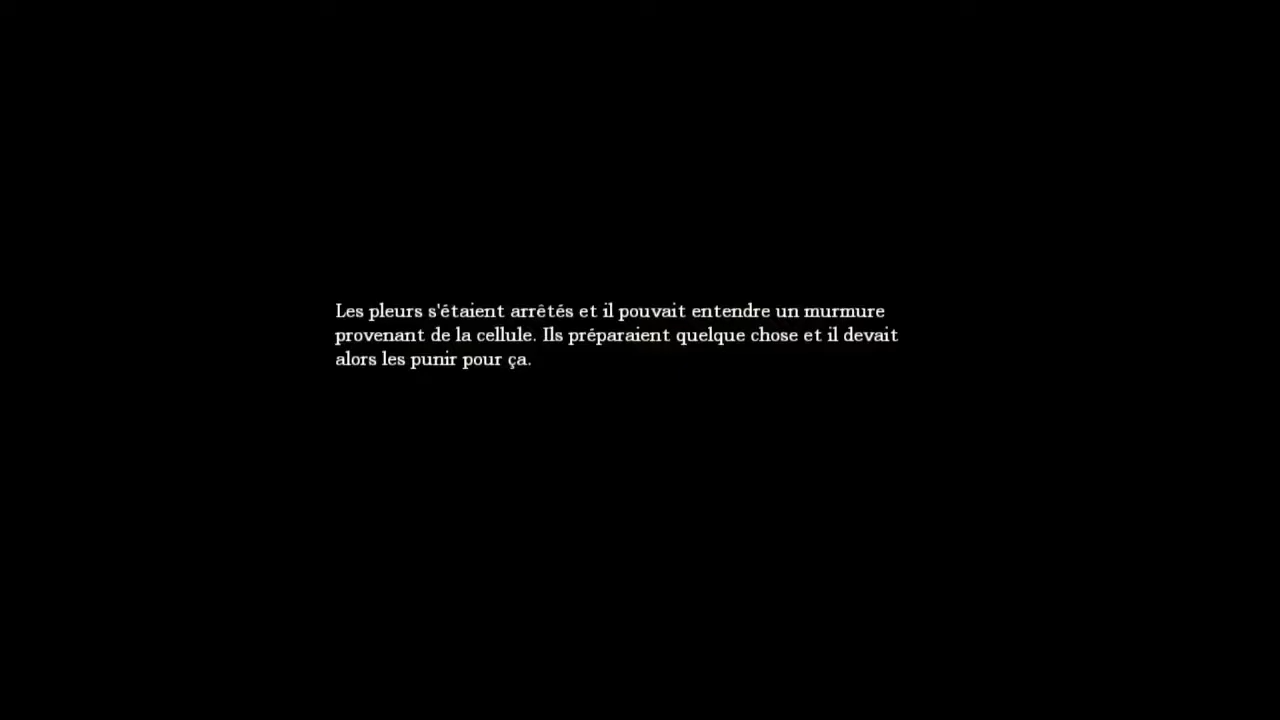 Les pleurs s'étaient arrêtés et il pouvait entendre un murmure
provenant de la cellule. Ils préparaient quelque chose et il devait
alors les punir pour ça.